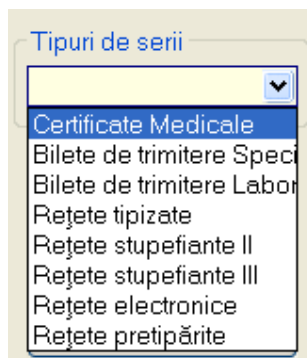 Tipuri de serii
Certificate Medicale
Bilete de trimitere Speci
Bilete de trimitere Labor
Rețete tipizate
Rețete stupefiante II
Rețete stupefiante III
Rețete electronice
Rețete pretipărite